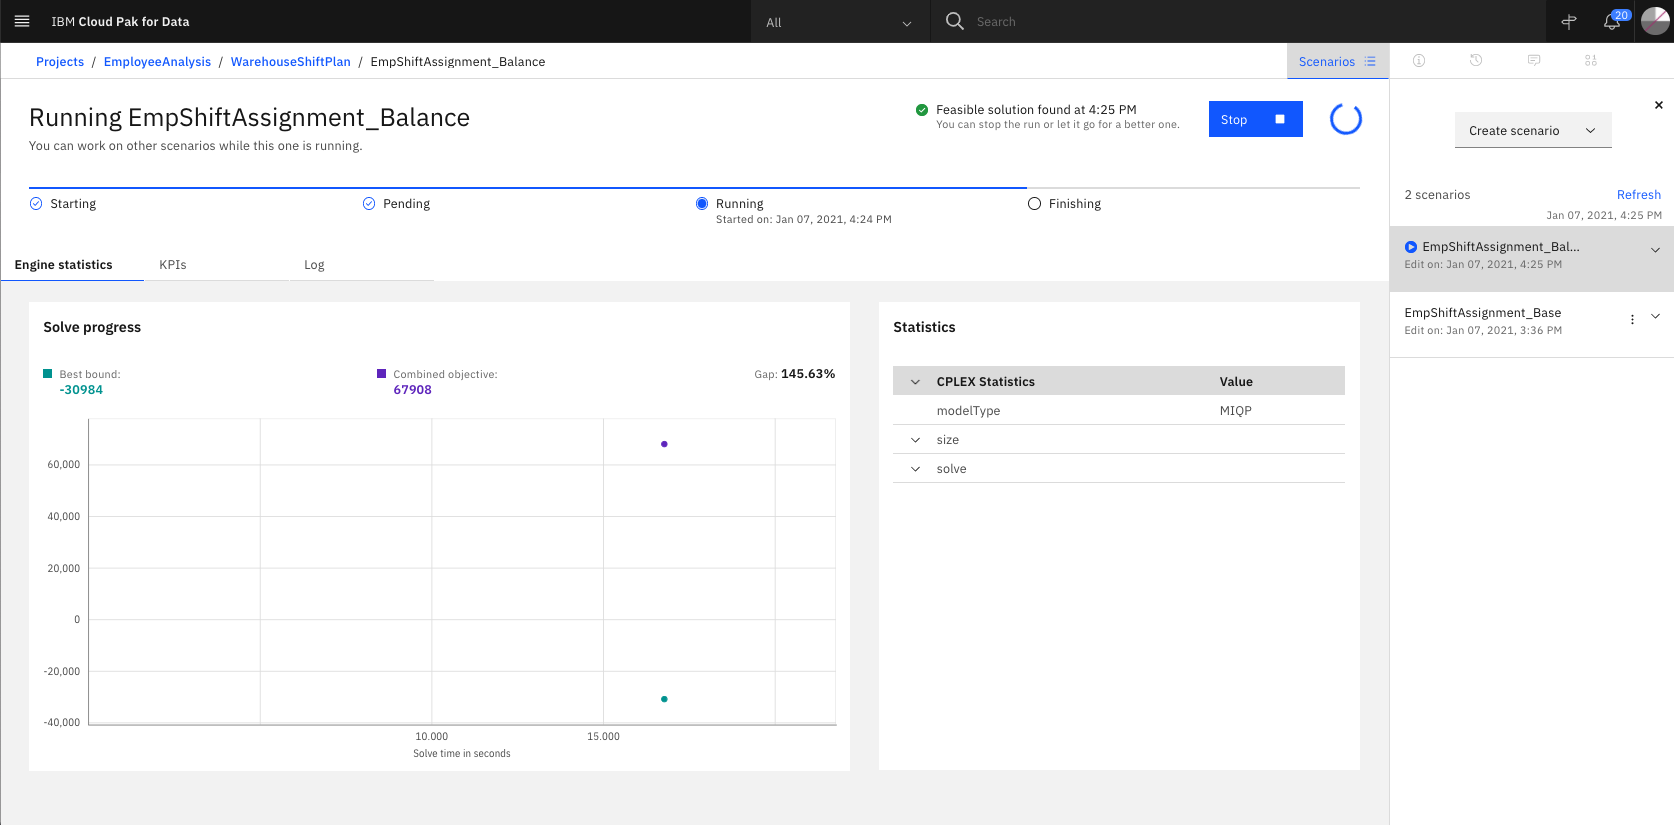 IBM Cloud Pak for Data
All
Search
20
Projects / EmployeeAnalysis / WarehouseShiftPlan / EmpShiftAssignment_Balance
Scenarios
Running EmpShiftAssignment_Balance
You can work on other scenarios while this one is running.
Feasible solution found at 4:25 PM
You can stop the run or let it go for a better one.
Stop
Starting
Pending
Running
Started on: Jan 07, 2021, 4:24 PM
Finishing
Engine statistics
KPIs
Log
Solve progress
Best bound:
-30984
Combined objective:
67908
Gap: 145.63%
60,000
40,000
20,000
0
-20,000
-40,000
10.000
15.000
Solve time in seconds
Statistics
CPLEX Statistics Value
modelType MIQP
size
solve
Create scenario
2 scenarios
Refresh
Jan 07, 2021, 4:25 PM
EmpShiftAssignment_Bal...
Edit on: Jan 07, 2021, 4:25 PM
EmpShiftAssignment_Base
Edit on: Jan 07, 2021, 3:36 PM